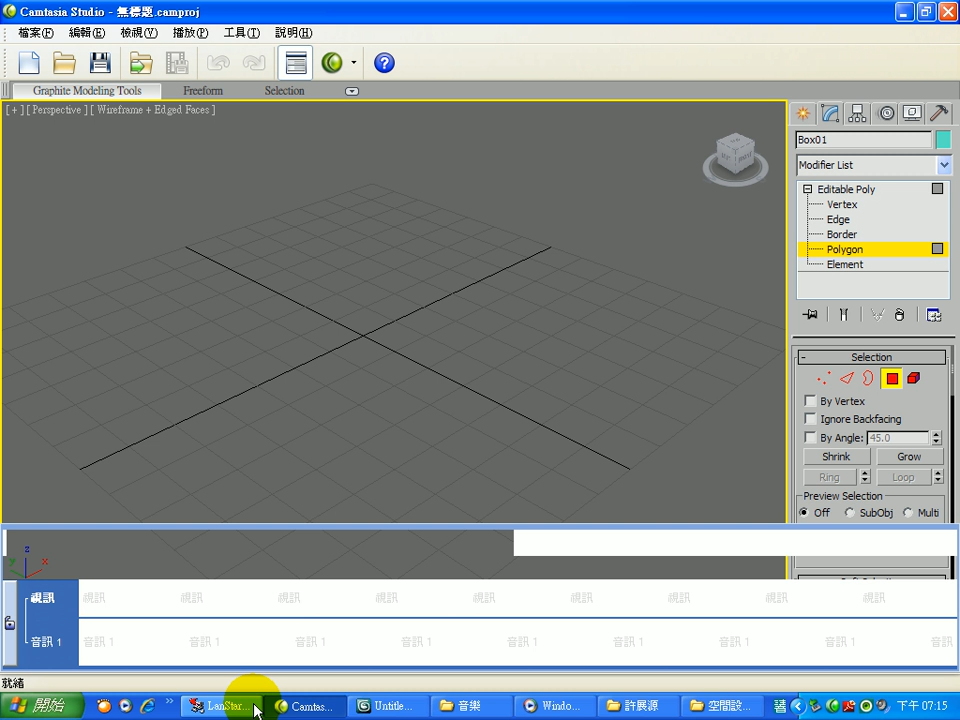 Camtasia Studio - 無標題.camproj
檔案(F) 編輯(E) 檢視(V) 播放(P) 工具(T) 說明(H)
Graphite Modeling Tools Freeform Selection
[ + ] [ Perspective ] [ Wireframe + Edged Faces ]
Box01
Modifier List
Editable Poly
Vertex
Edge
Border
Polygon
Element
Selection
By Vertex
Ignore Backfacing
By Angle: 45.0
Shrink Grow
Ring Loop
Preview Selection
Off SubObj Multi
z
x
視訊 視訊 視訊 視訊 視訊 視訊 視訊 視訊 視訊 視訊
音訊 1 音訊 1 音訊 1 音訊 1 音訊 1 音訊 1 音訊 1 音訊 1 音訊 1 音訊
就緒
開始 LanStar... Camtas... Untitle... 音樂 Windo... 許展源 空間設... 下午 07:15